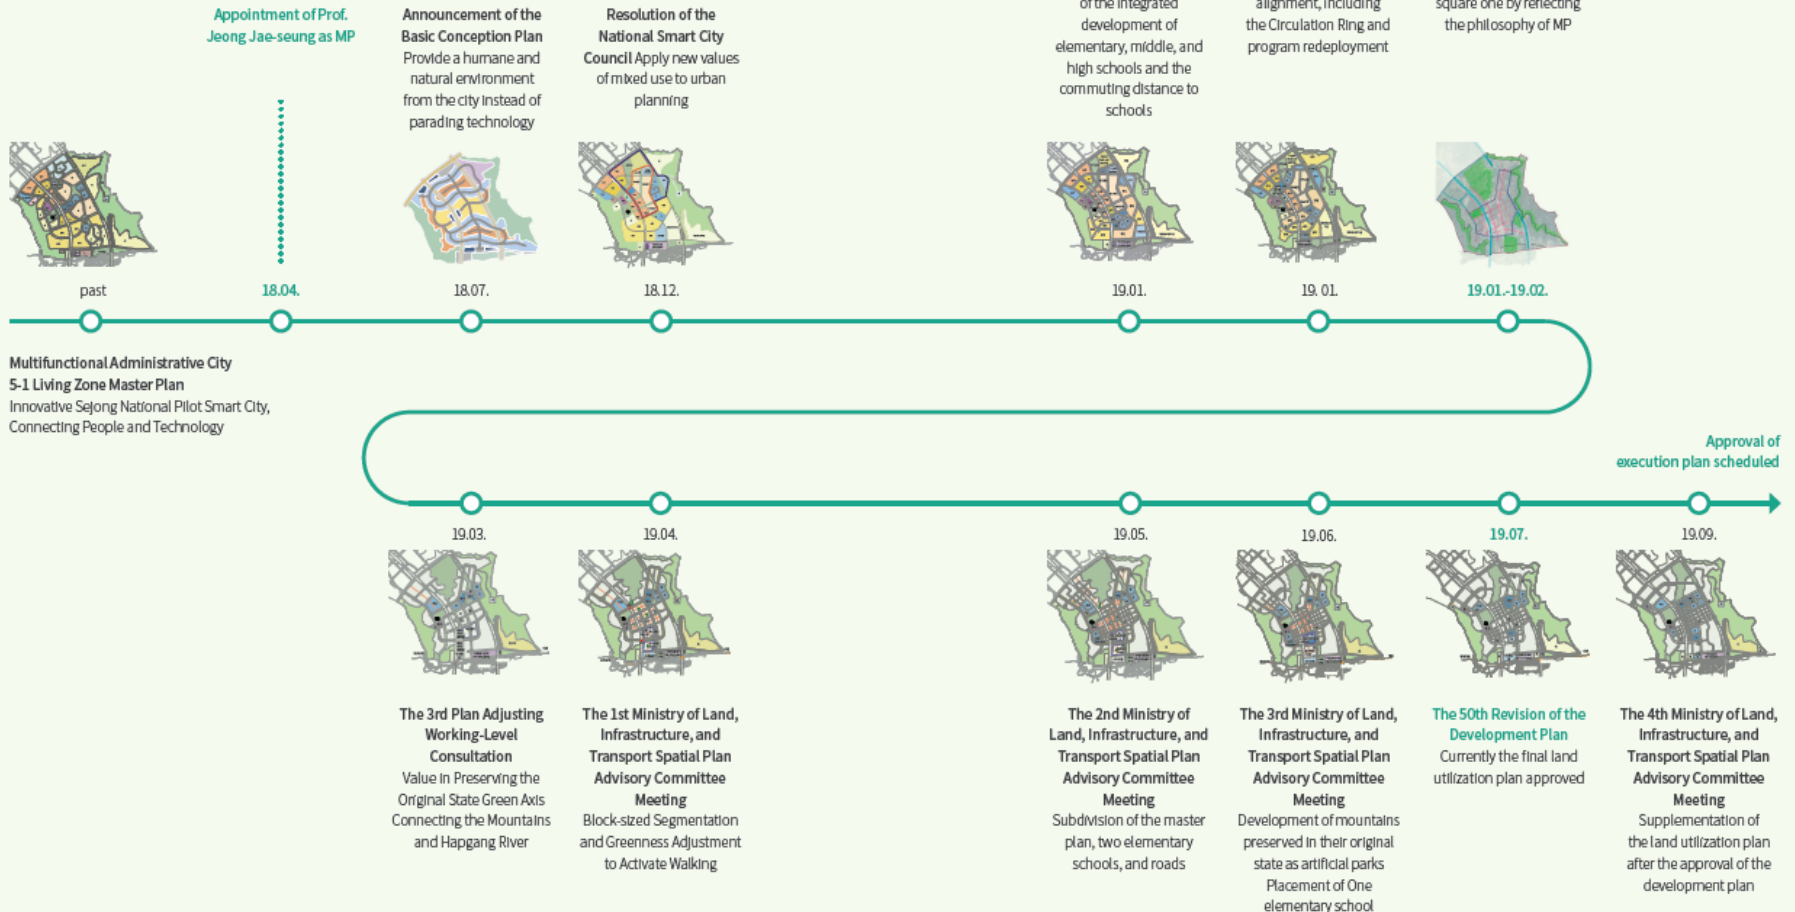 Appointment of Prof.
Jeong Jae-seung as MP
Announcement of the
Basic Conception Plan
Provide a humane and
natural environment
from the city instead of
parading technology
Resolution of the
National Smart City
Council Apply new values
of mixed use to urban
planning
of the integrated
development of
elementary, middle, and
high schools and the
commuting distance to
schools
alignment, including
the Circulation Ring and
program redeployment
square one by reflecting
the philosophy of MP
past
18.04.
18.07.
18.12.
19.01.
19. 01.
19.01.-19.02.
Multifunctional Administrative City
5-1 Living Zone Master Plan
Innovative Sejong National Pilot Smart City,
Connecting People and Technology
Approval of
execution plan scheduled
19.03.
19.04.
19.05.
19.06.
19.07.
19.09.
The 3rd Plan Adjusting
Working-Level
Consultation
Value in Preserving the
Original State Green Axis
Connecting the Mountains
and Hapgang River
The 1st Ministry of Land,
Infrastructure, and
Transport Spatial Plan
Advisory Committee
Meeting
Block-sized Segmentation
and Greenness Adjustment
to Activate Walking
The 2nd Ministry of
Land, Infrastructure, and
Transport Spatial Plan
Advisory Committee
Meeting
Subdivision of the master
plan, two elementary
schools, and roads
The 3rd Ministry of Land,
Infrastructure, and
Transport Spatial Plan
Advisory Committee
Meeting
Development of mountains
preserved in their original
state as artificial parks
Placement of One
elementary school
The 50th Revision of the
Development Plan
Currently the final land
utilization plan approved
The 4th Ministry of Land,
Infrastructure, and
Transport Spatial Plan
Advisory Committee
Meeting
Supplementation of
the land utilization plan
after the approval of the
development plan